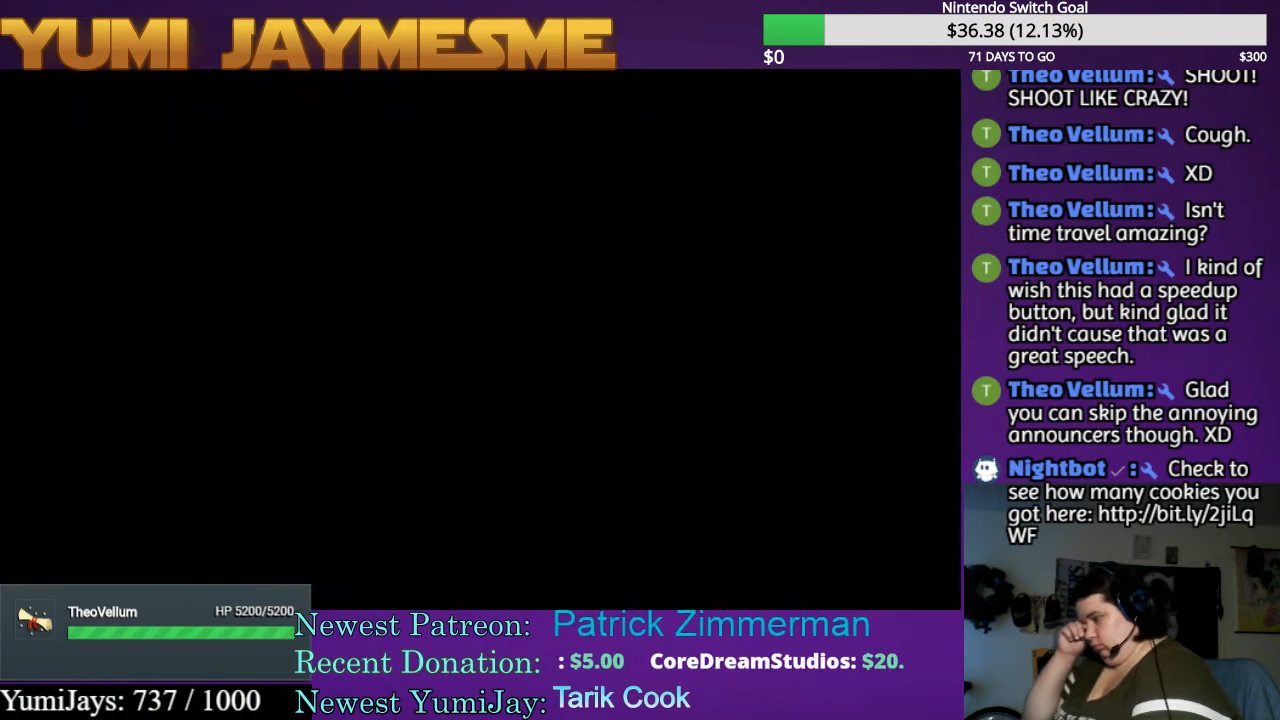 YUMI JAYMESME
Nintendo Switch Goal
$36.38 (12.13%)
$0
71 DAYS TO GO
$300
T Theo Vellum: SHOOT!
SHOOT LIKE CRAZY!
T Theo Vellum: Cough.
T Theo Vellum: XD
T Theo Vellum: Isn't
time travel amazing?
T Theo Vellum: I kind of
wish this had a speedup
button, but kind glad it
didn't cause that was a
great speech.
T Theo Vellum: Glad
you can skip the annoying
announcers though. XD
Nightbot : Check to
see how many cookies you
got here: http://bit.ly/2jiLq
WF
TheoVellum
HP 5200/5200
Newest Patreon: Patrick Zimmerman
Recent Donation: : $5.00 CoreDreamStudios: $20.
YumiJays: 737 / 1000
Newest YumiJay: Tarik Cook